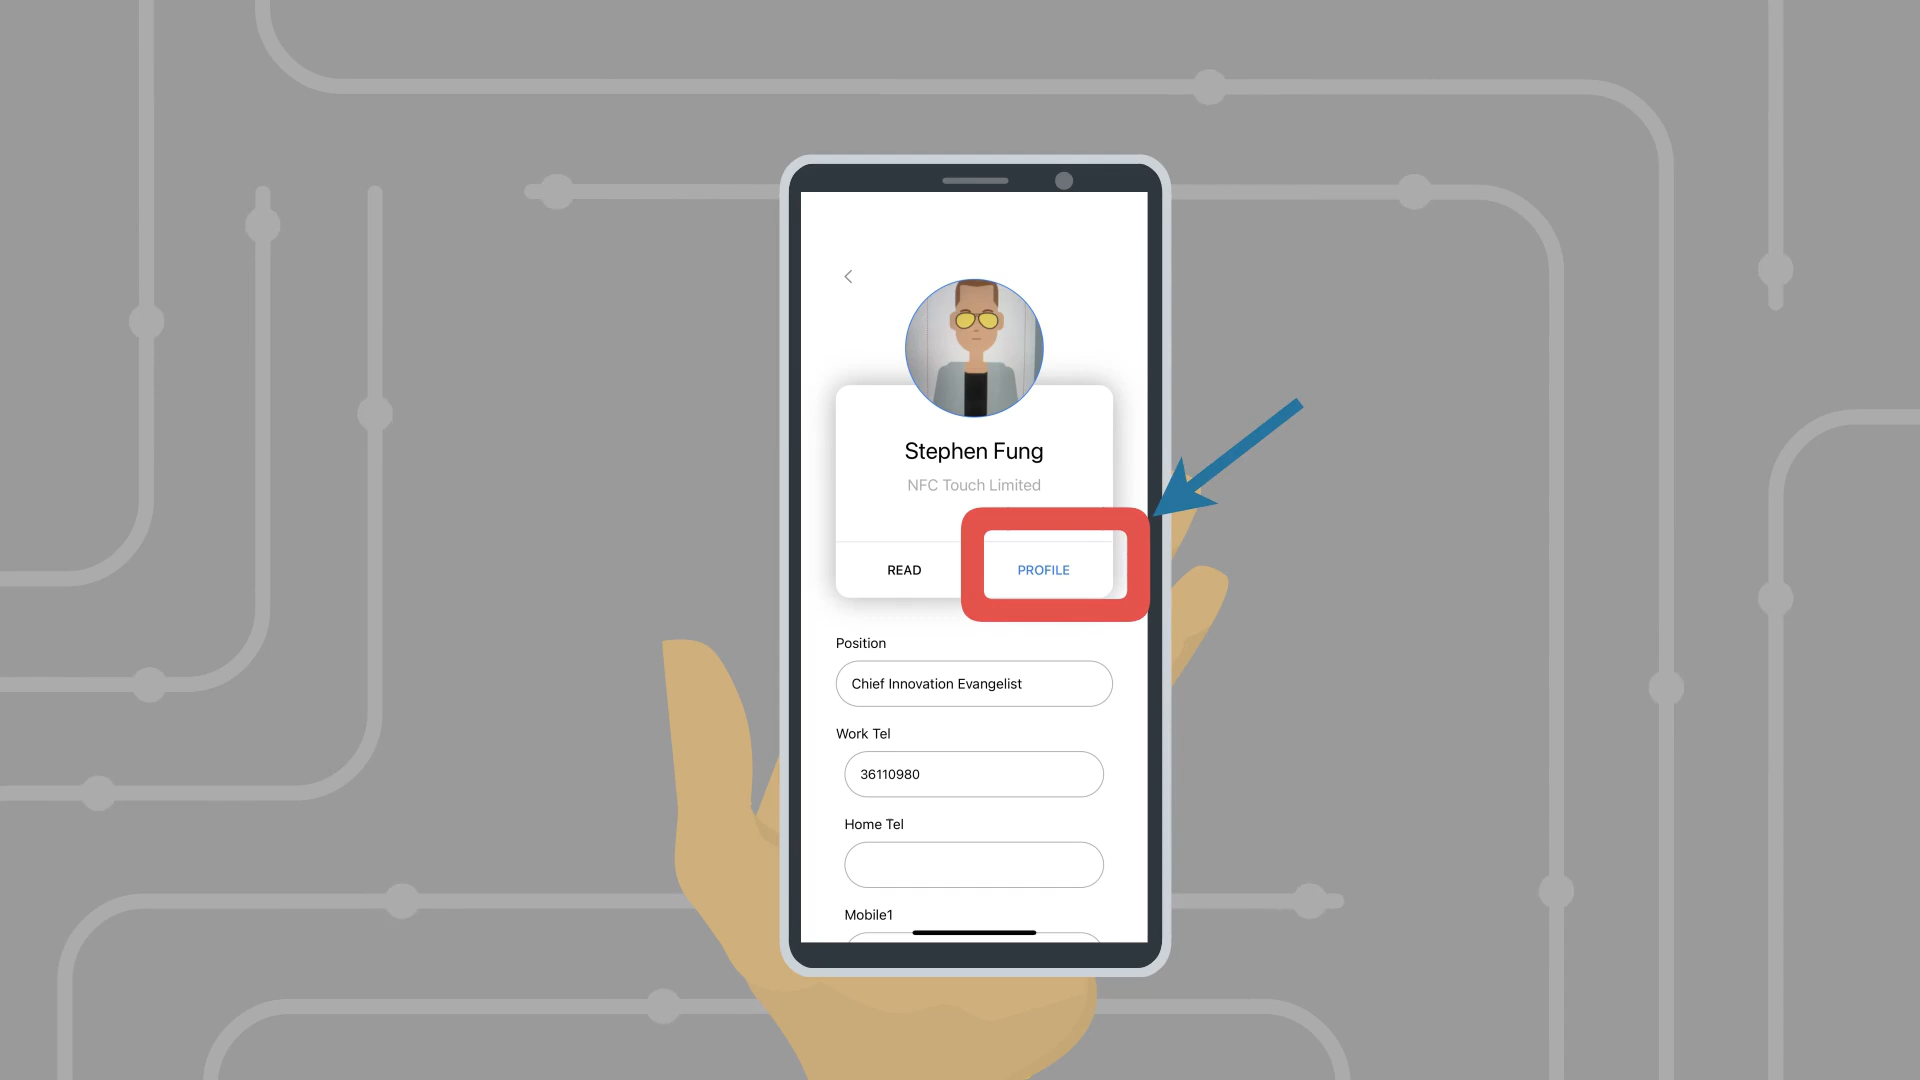 Stephen Fung
NFC Touch Limited
READ
PROFILE
Position
Chief Innovation Evangelist
Work Tel
36110980
Home Tel
Mobile1